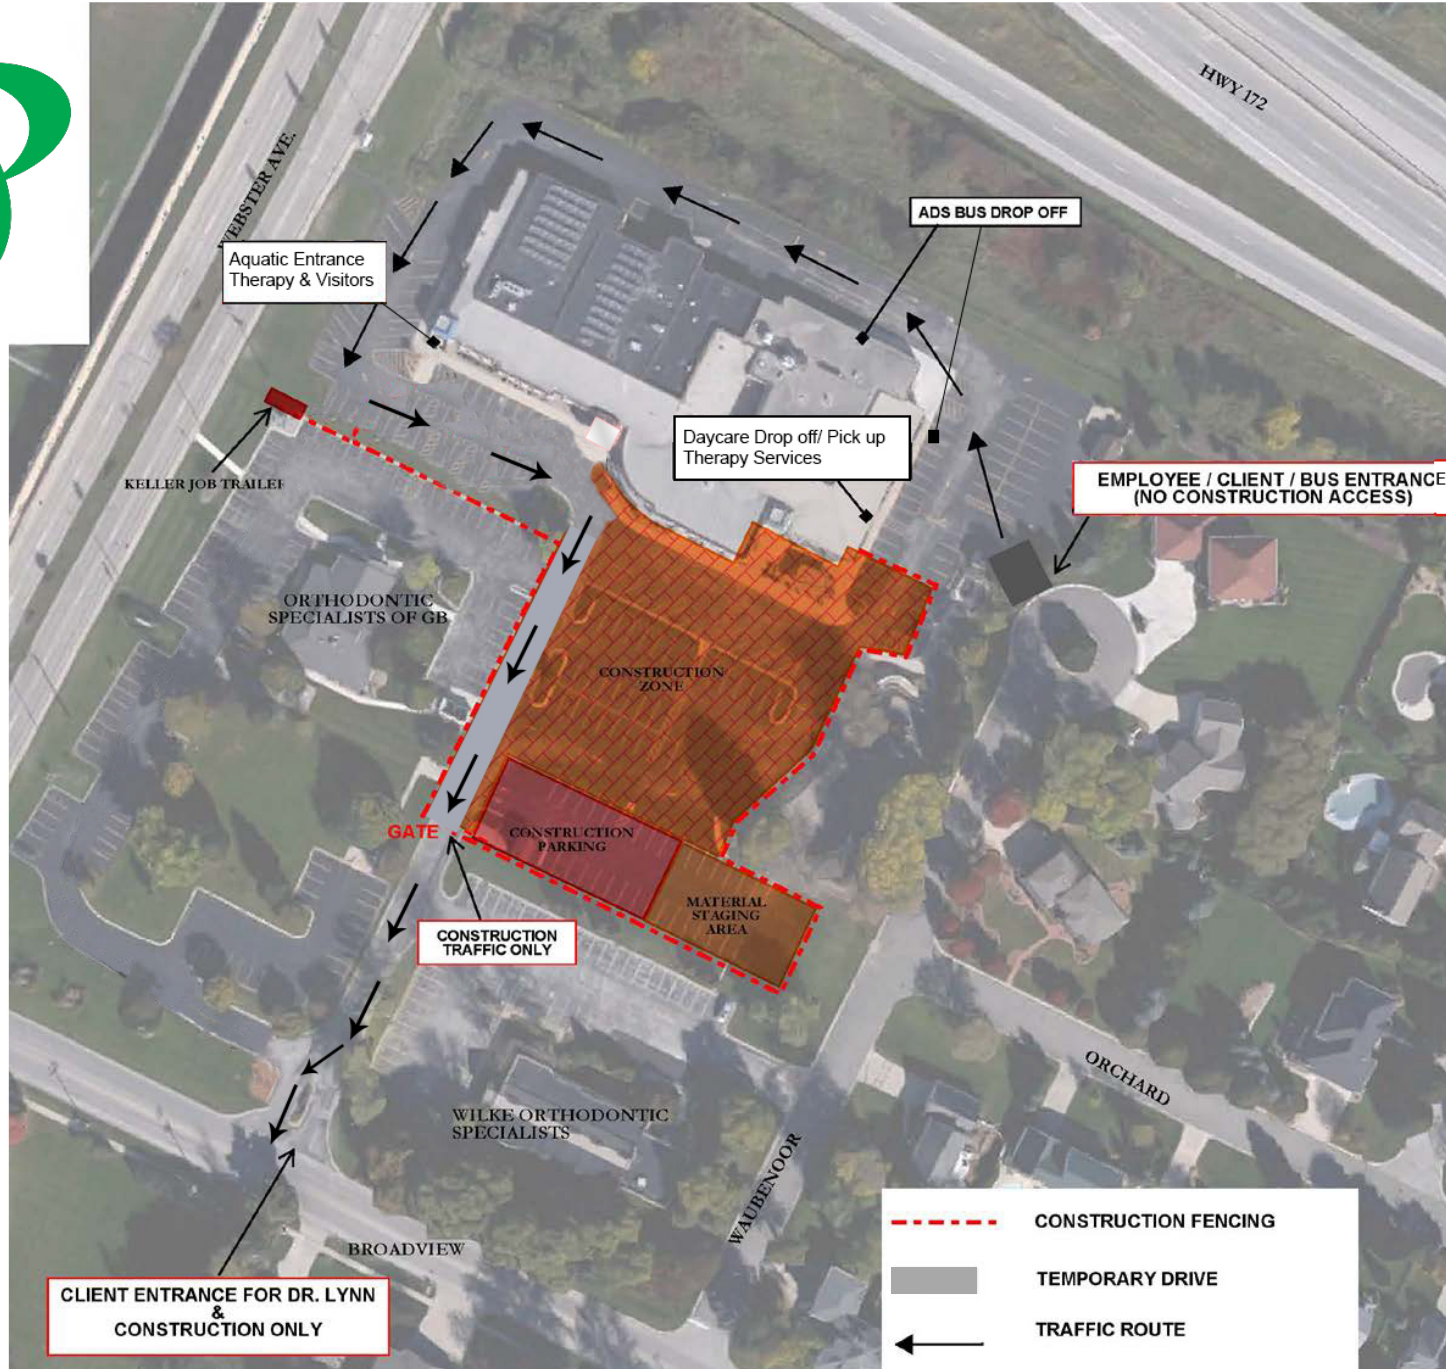 HWY 172
WEBSTER AVE.
ADS BUS DROP OFF
Aquatic Entrance
Therapy & Visitors
Daycare Drop off/ Pick up
Therapy Services
KELLER JOB TRAILER
EMPLOYEE / CLIENT / BUS ENTRANCE
(NO CONSTRUCTION ACCESS)
ORTHODONTIC
SPECIALISTS OF GB
CONSTRUCTION
ZONE
GATE
CONSTRUCTION
PARKING
MATERIAL
STAGING
AREA
CONSTRUCTION
TRAFFIC ONLY
ORCHARD
WILKE ORTHODONTIC
SPECIALISTS
WAUBENOOR
BROADVIEW
CLIENT ENTRANCE FOR DR. LYNN
&
CONSTRUCTION ONLY
CONSTRUCTION FENCING
TEMPORARY DRIVE
TRAFFIC ROUTE